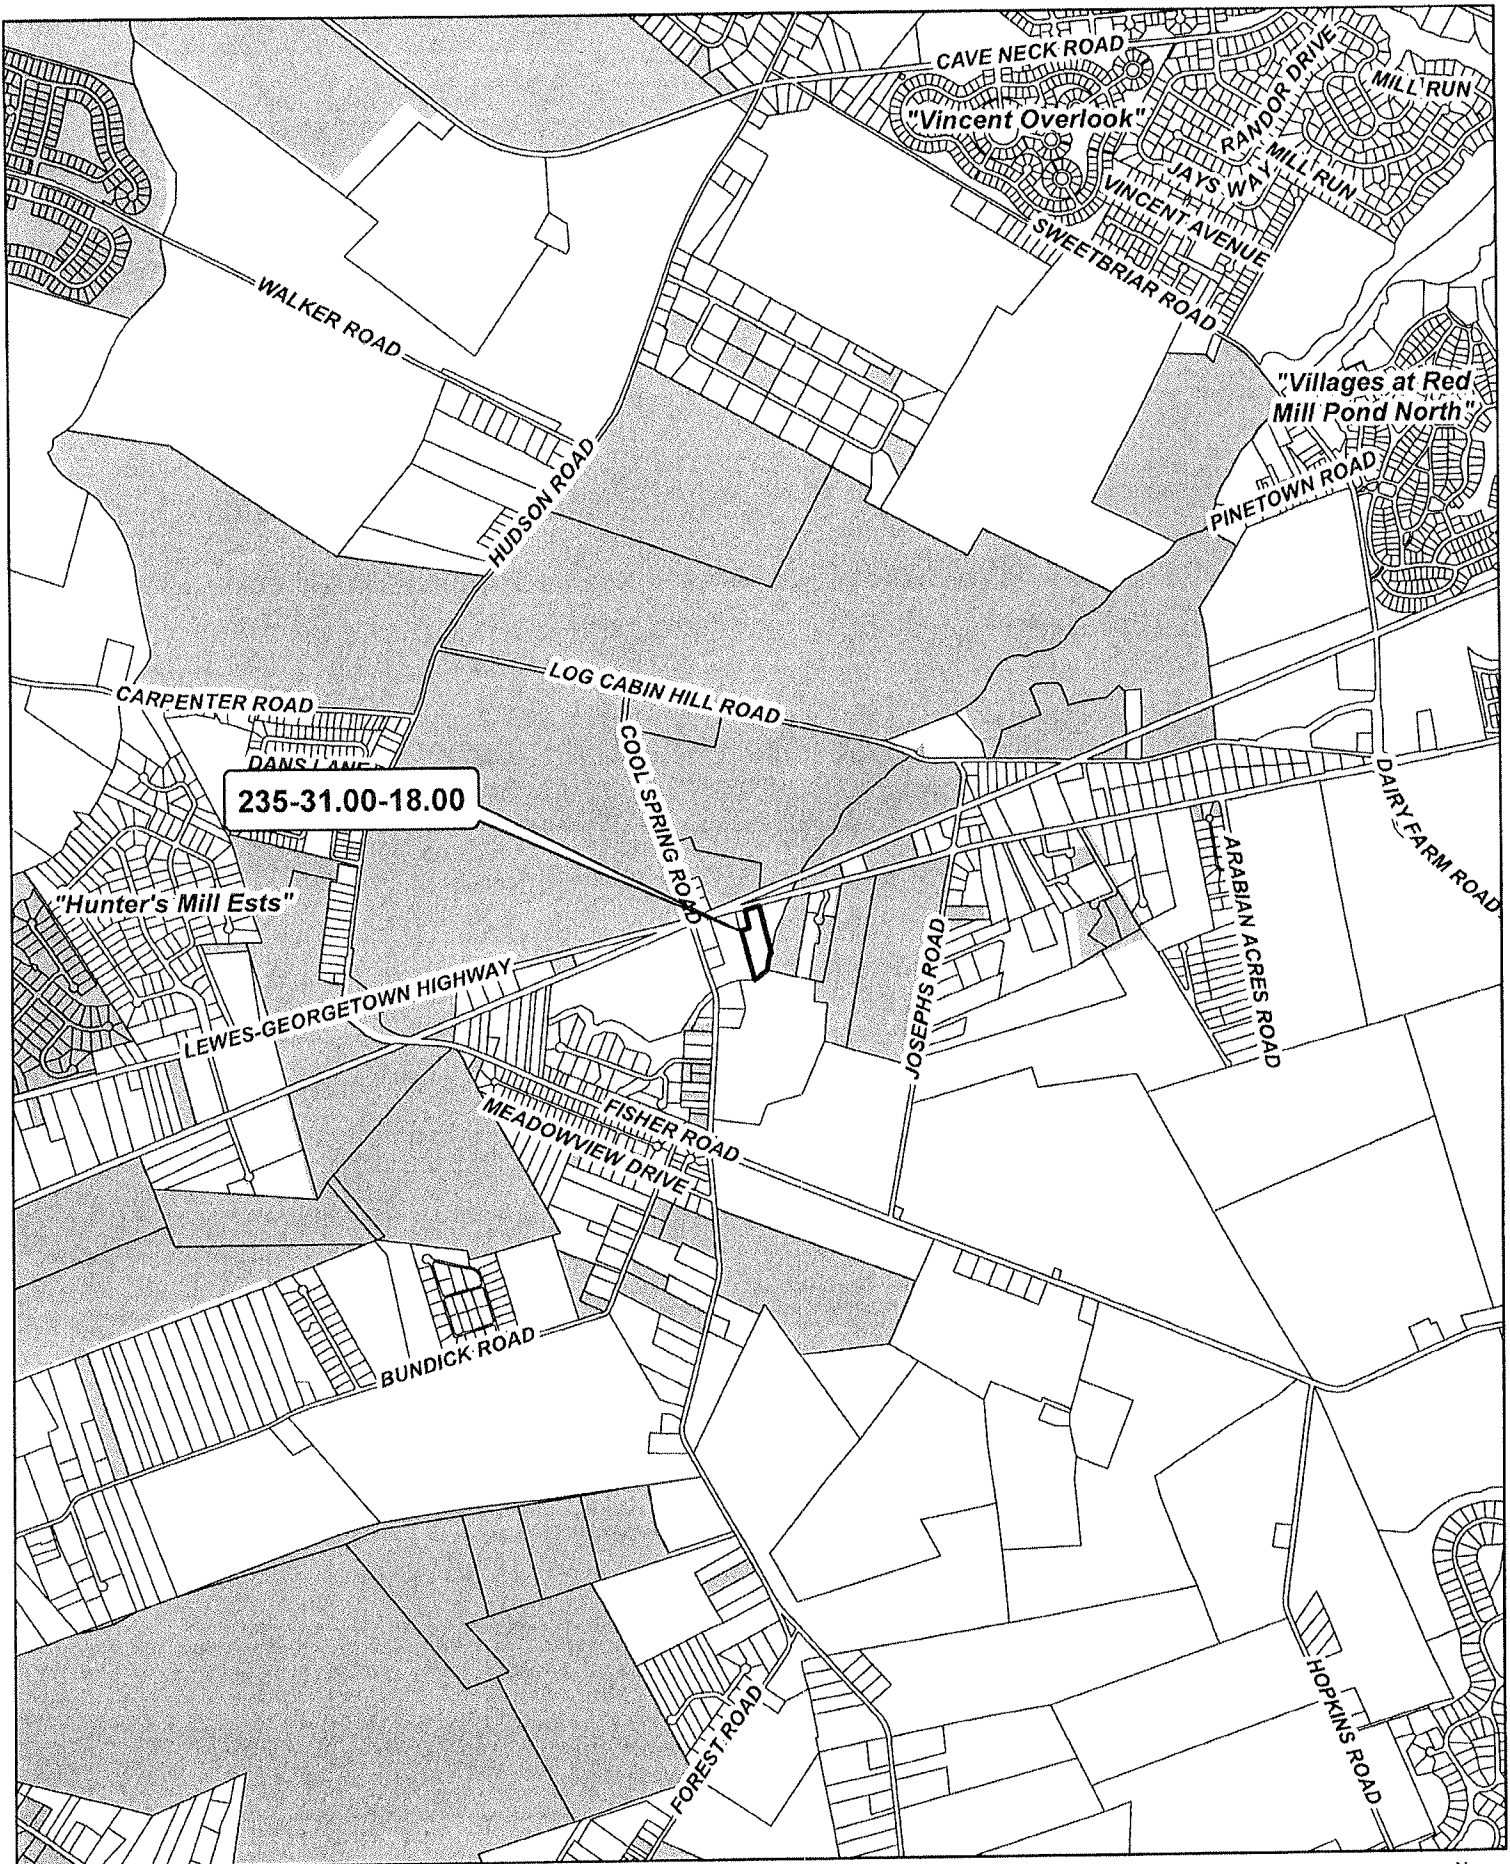 CAVE NECK ROAD
"Vincent Overlook"
RANDOR DRIVE
MILL RUN
JAYS WAY
MILL RUN
VINCENT AVENUE
SWEETBRIAR ROAD
WALKER ROAD
"Villages at Red
Mill Pond North"
HUDSON ROAD
PINETOWN ROAD
LOG CABIN HILL ROAD
CARPENTER ROAD
DANS LANE
COOL SPRING ROAD
235-31.00-18.00
DAIRY FARM ROAD
"Hunter's Mill Ests"
ARABIAN ACRES ROAD
JOSEPHS ROAD
LEWES-GEORGETOWN HIGHWAY
FISHER ROAD
MEADOWVIEW DRIVE
BUNDICK ROAD
FOREST ROAD
HOPKINS ROAD